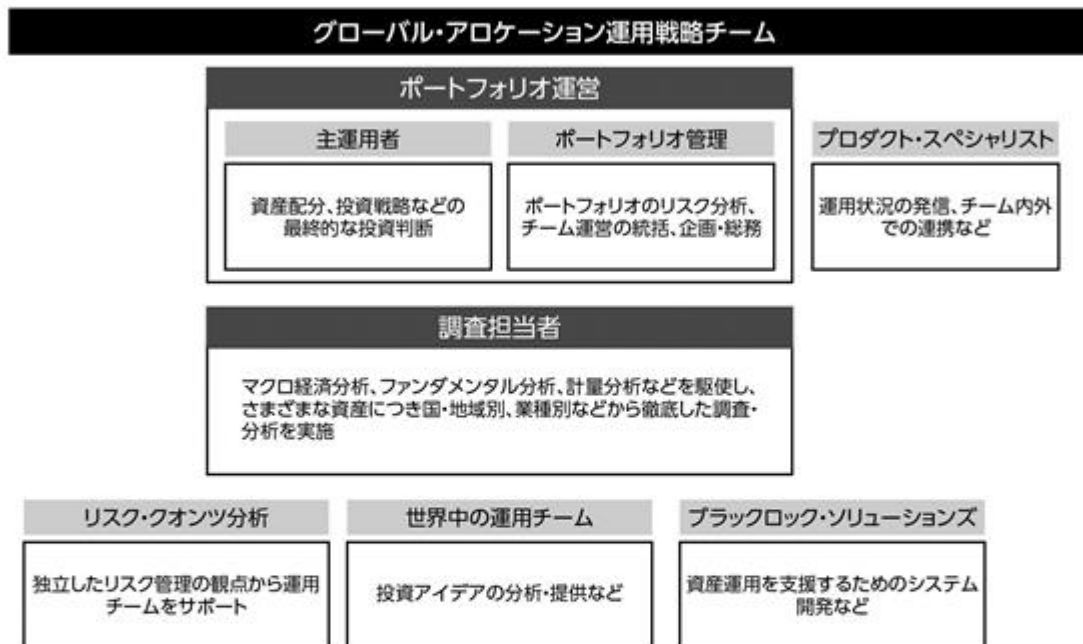 グローバル・アロケーション運用戦略チーム
ポートフォリオ運営
主運用者
資産配分、投資戦略などの
最終的な投資判断
ポートフォリオ管理
ポートフォリオのリスク分析、
チーム運営の統括、企画・総務
プロダクト・スペシャリスト
運用状況の発信、チーム内外
での連携など
調査担当者
マクロ経済分析、ファンダメンタル分析、計量分析などを駆使し、
さまざまな資産につき国・地域別、業種別などから徹底した調査・
分析を実施
リスク・クオンツ分析
独立したリスク管理の観点から運用
チームをサポート
世界中の運用チーム
投資アイデアの分析・提供など
ブラックロック・ソリューションズ
資産運用を支援するためのシステム
開発など